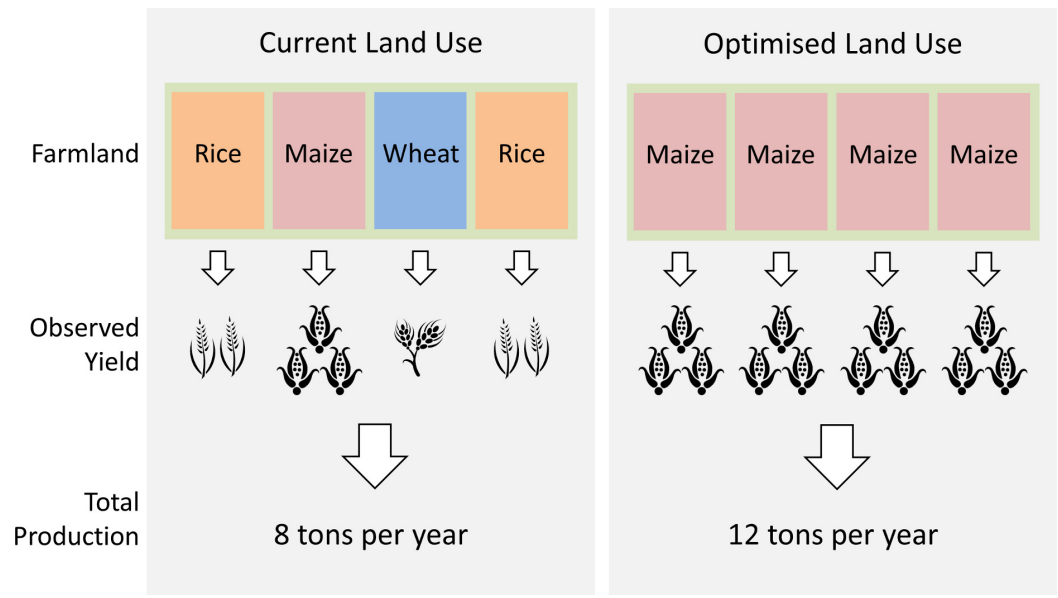 Current Land Use
Optimised Land Use
Farmland
Rice
Maize
Wheat
Rice
Maize
Maize
Maize
Maize
Observed
Yield
Total
Production
8 tons per year
12 tons per year